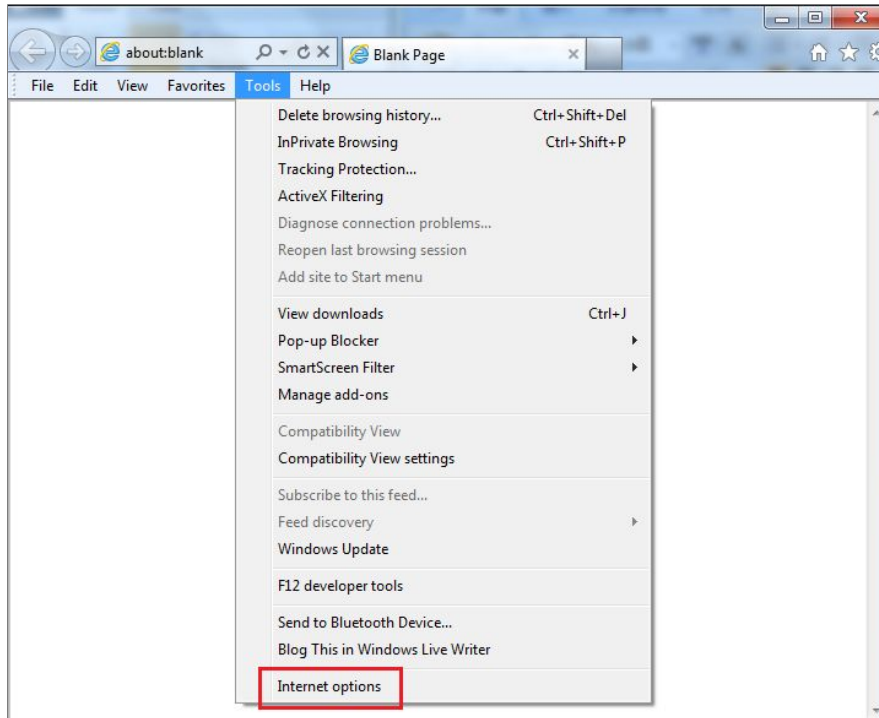 about:blank
Blank Page
File Edit View Favorites Tools Help
Delete browsing history... Ctrl+Shift+Del
InPrivate Browsing Ctrl+Shift+P
Tracking Protection...
ActiveX Filtering
Diagnose connection problems...
Reopen last browsing session
Add site to Start menu
View downloads Ctrl+J
Pop-up Blocker
SmartScreen Filter
Manage add-ons
Compatibility View
Compatibility View settings
Subscribe to this feed...
Feed discovery
Windows Update
F12 developer tools
Send to Bluetooth Device...
Blog This in Windows Live Writer
Internet options